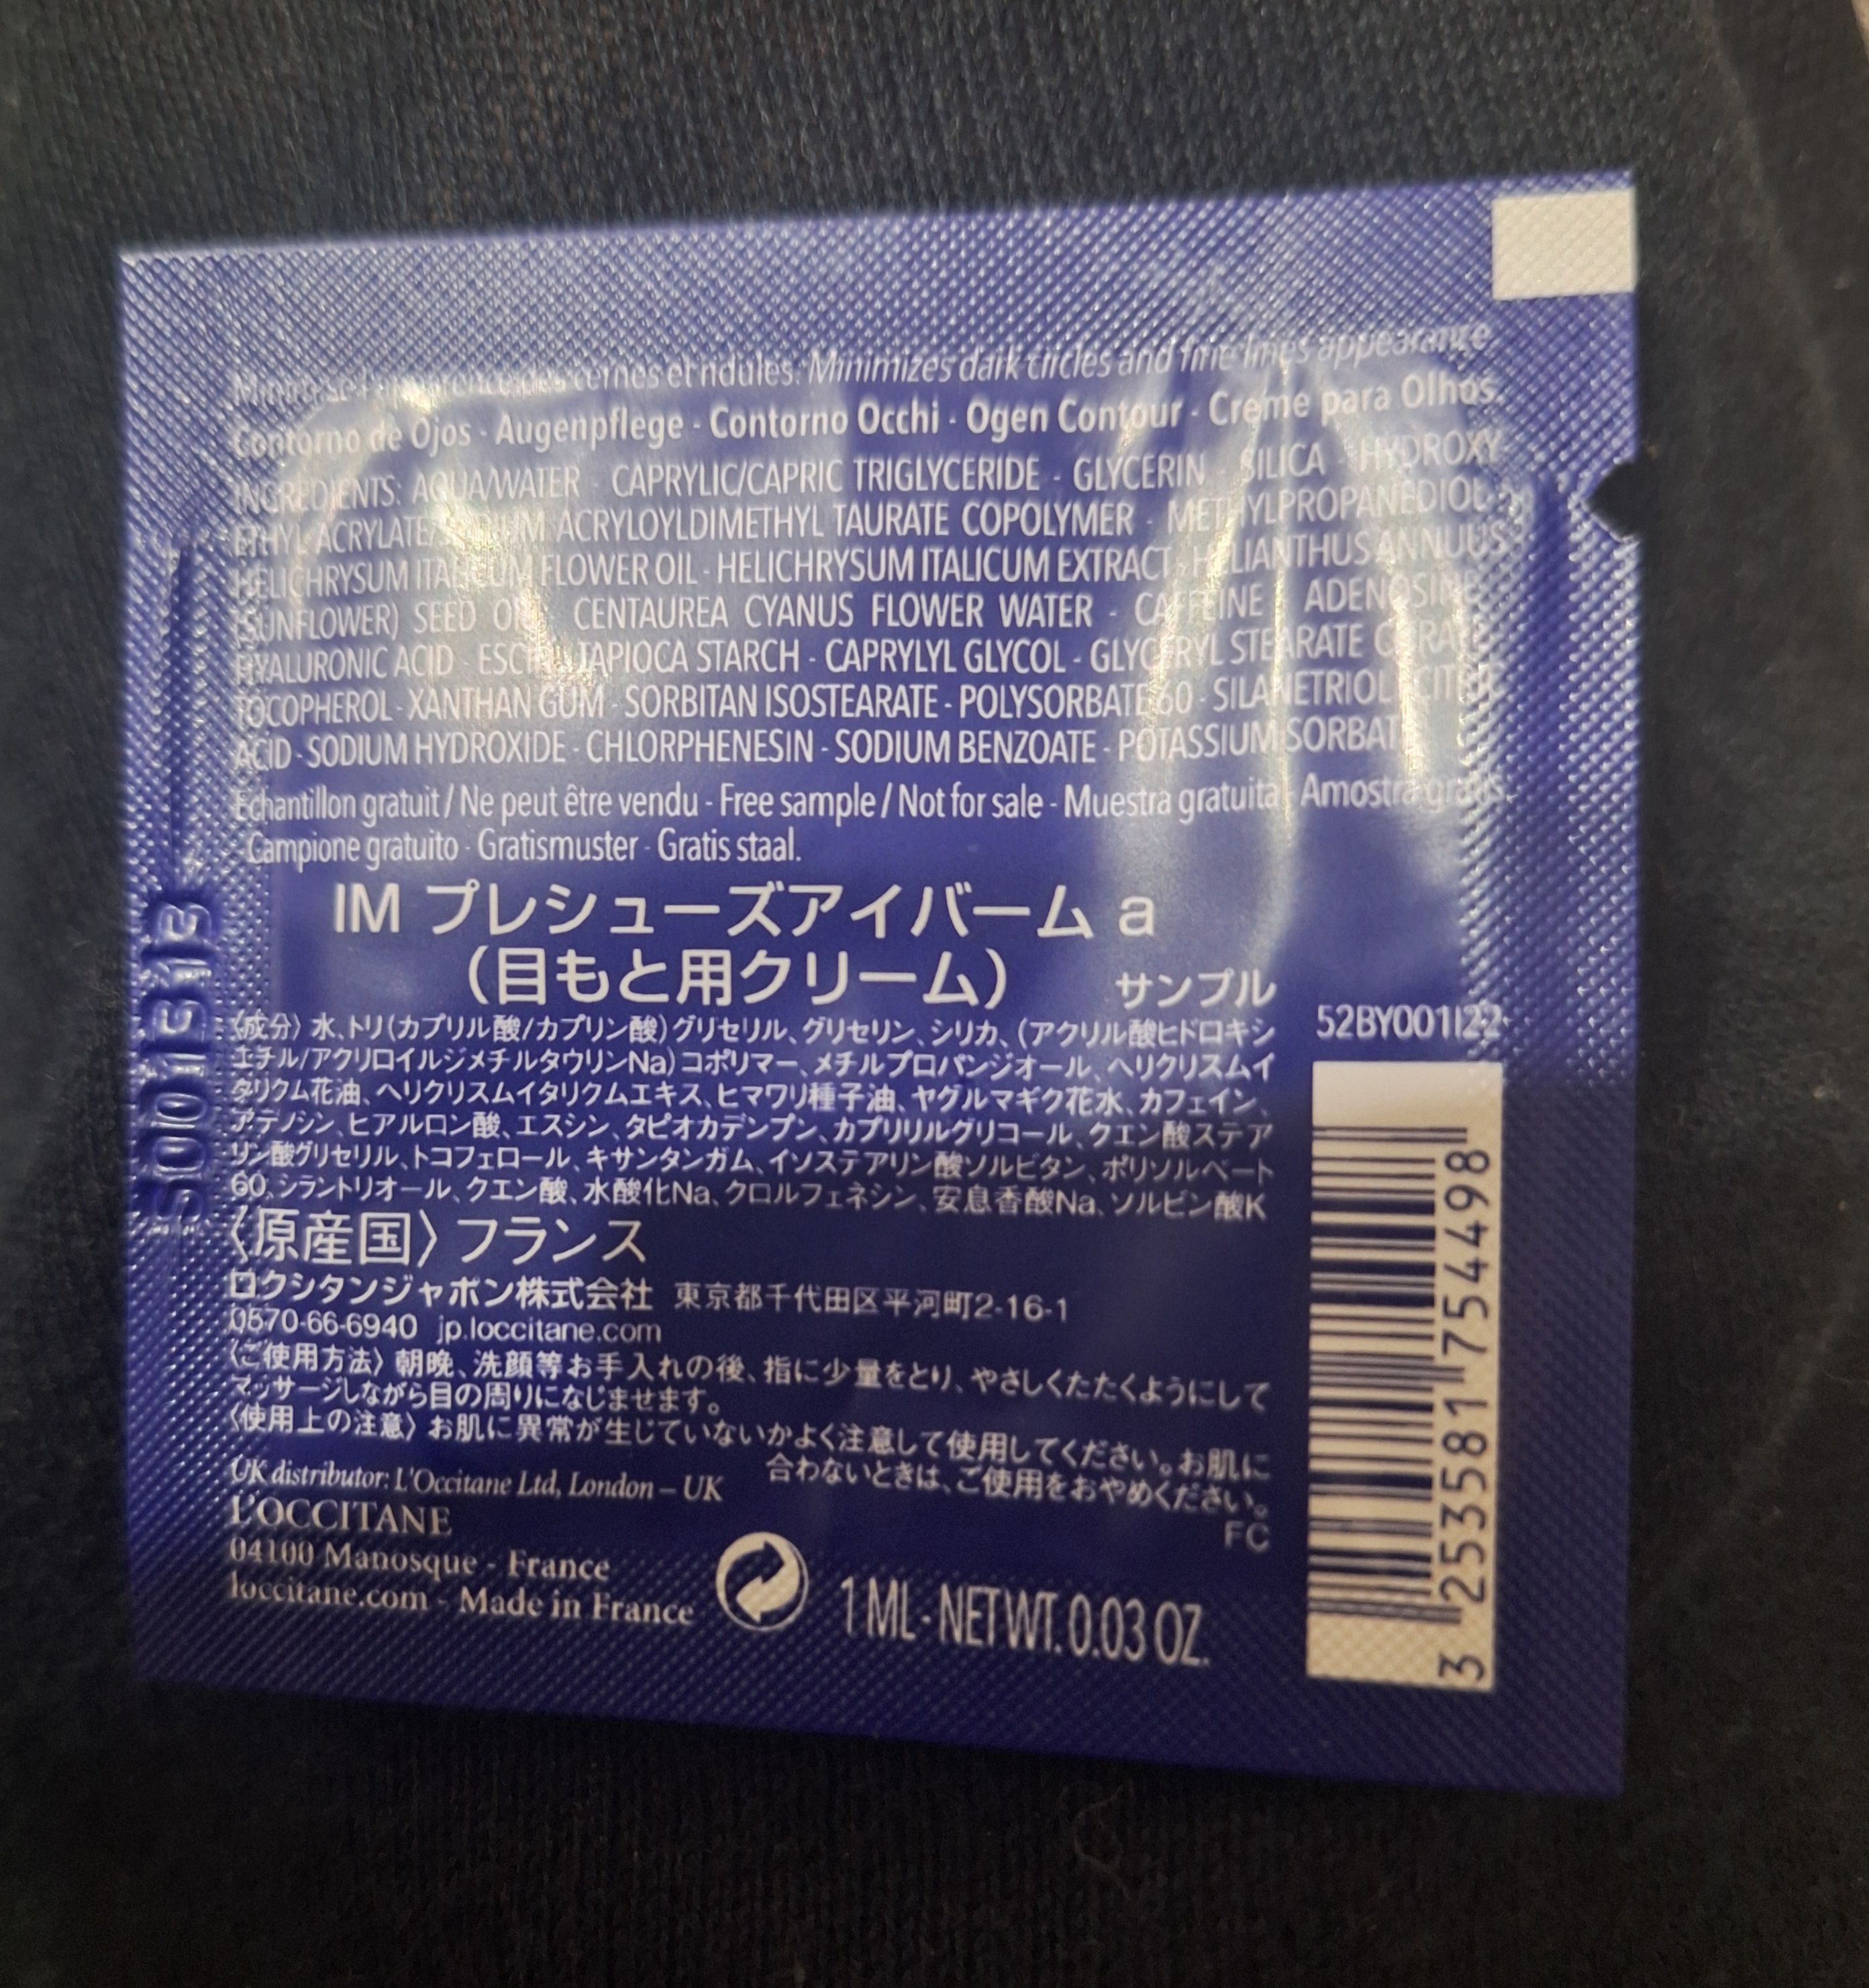 cernes et ridules. Minimizes dark circles and fine lines appearance
Contorno de Ojos - Augenpflege - Contorno Occhi - Ogen Contour - Creme para Olhos.
INGREDIENTS: AQUA/WATER - CAPRYLIC/CAPRIC TRIGLYCERIDE - GLYCERIN - SILICA - HYDROXY
ETHYL ACRYLATE/SODIUM ACRYLOYLDIMETHYL TAURATE COPOLYMER - METHYLPROPANEDIOL -
HELICHRYSUM ITALICUM FLOWER OIL - HELICHRYSUM ITALICUM EXTRACT - HELIANTHUS ANNUUS
(SUNFLOWER) SEED OIL - CENTAUREA CYANUS FLOWER WATER - CAFFEINE - ADENOSINE -
HYALURONIC ACID - ESCIN - TAPIOCA STARCH - CAPRYLYL GLYCOL - GLYCERYL STEARATE CITRATE -
TOCOPHEROL - XANTHAN GUM - SORBITAN ISOSTEARATE - POLYSORBATE 60 - SILANETRIOL - CITRIC
ACID - SODIUM HYDROXIDE - CHLORPHENESIN - SODIUM BENZOATE - POTASSIUM SORBATE
Echantillon gratuit / Ne peut être vendu - Free sample / Not for sale - Muestra gratuita - Amostra gratis.
Campione gratuito - Gratismuster - Gratis staal.
IM プレシューズアイバーム a
（目もと用クリーム） サンプル
〈成分〉水、トリ(カプリル酸/カプリン酸)グリセリル、グリセリン、シリカ、(アクリル酸ヒドロキシ
エチル/アクリロイルジメチルタウリンNa)コポリマー、メチルプロパンジオール、ヘリクリスムイ
タリクム花油、ヘリクリスムイタリクムエキス、ヒマワリ種子油、ヤグルマギク花水、カフェイン、
アデノシン、ヒアルロン酸、エスシン、タピオカデンプン、カプリリルグリコール、クエン酸ステア
リン酸グリセリル、トコフェロール、キサンタンガム、イソステアリン酸ソルビタン、ポリソルベート
60、シラントリオール、クエン酸、水酸化Na、クロルフェネシン、安息香酸Na、ソルビン酸K
〈原産国〉フランス
ロクシタンジャポン株式会社 東京都千代田区平河町2-16-1
0570-66-6940 jp.loccitane.com
〈ご使用方法〉朝晩、洗顔等お手入れの後、指に少量をとり、やさしくたたくようにして
マッサージしながら目の周りになじませます。
〈使用上の注意〉お肌に異常が生じていないかよく注意して使用してください。お肌に
合わないときは、ご使用をおやめください。
FC
UK distributor: L'Occitane Ltd, London – UK
L'OCCITANE
04100 Manosque - France
loccitane.com - Made in France
1 ML - NET WT. 0.03 OZ.
52BY001I22
3 253581 754498